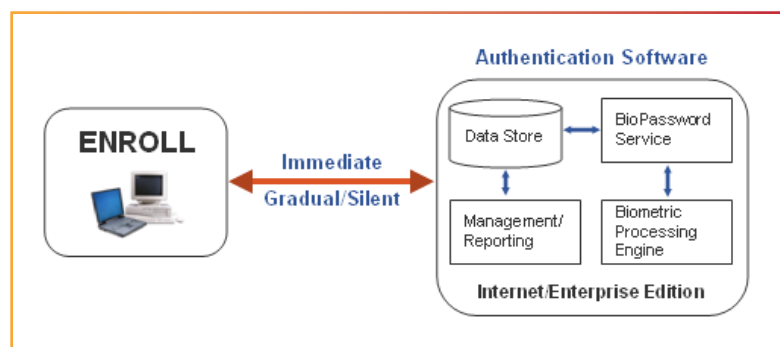 Authentication Software
ENROLL
Immediate
Gradual/Silent
Data Store
BioPassword
Service
Management/
Reporting
Biometric
Processing
Engine
Internet/Enterprise Edition